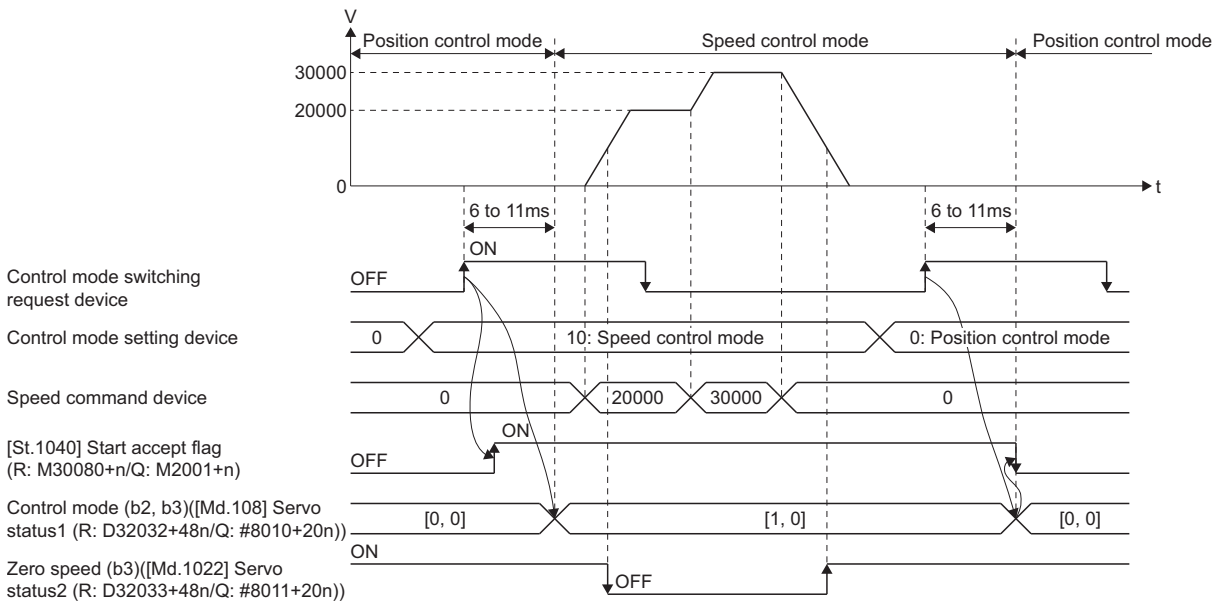 V
Position control mode
Speed control mode
Position control mode
30000
20000
0
t
6 to 11ms
6 to 11ms
Control mode switching
request device
OFF
ON
Control mode setting device
0
10: Speed control mode
0: Position control mode
Speed command device
0
20000
30000
0
[St.1040] Start accept flag
(R: M30080+n/Q: M2001+n)
OFF
ON
Control mode (b2, b3)([Md.108] Servo
status1 (R: D32032+48n/Q: #8010+20n))
[0, 0]
[1, 0]
[0, 0]
Zero speed (b3)([Md.1022] Servo
status2 (R: D32033+48n/Q: #8011+20n))
ON
OFF